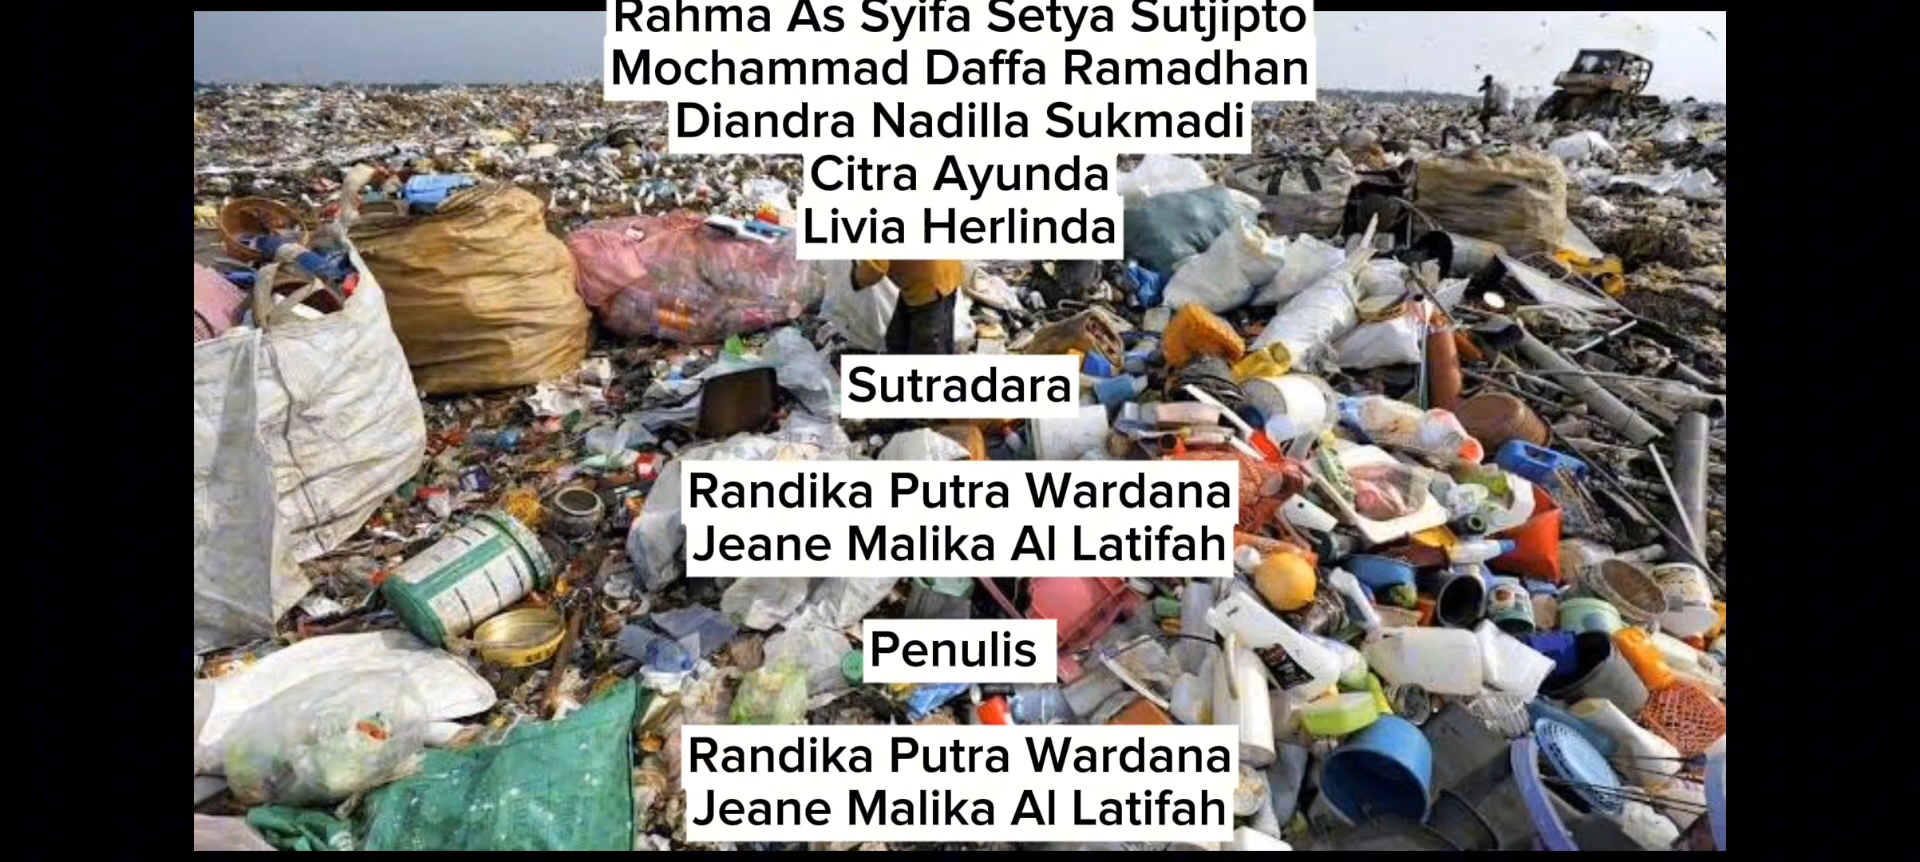 Rahma As Syifa Setya Sutjipto
Mochammad Daffa Ramadhan
Diandra Nadilla Sukmadi
Citra Ayunda
Livia Herlinda
Sutradara
Randika Putra Wardana
Jeane Malika Al Latifah
Penulis
Randika Putra Wardana
Jeane Malika Al Latifah